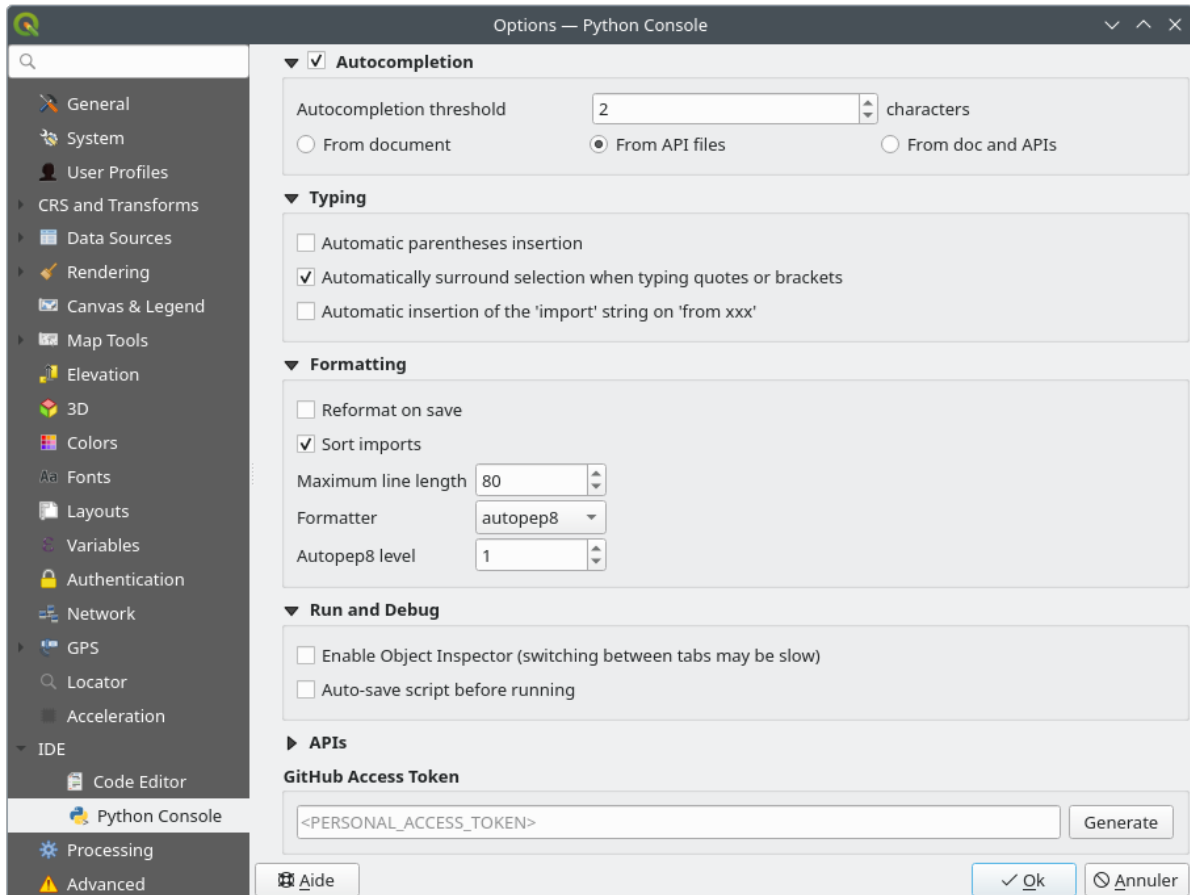 Options — Python Console
General
System
User Profiles
CRS and Transforms
Data Sources
Rendering
Canvas & Legend
Map Tools
Elevation
3D
Colors
Aa Fonts
Layouts
Variables
Authentication
Network
GPS
Locator
Acceleration
IDE
Code Editor
Python Console
Processing
Advanced
Autocompletion
Autocompletion threshold 2 characters
From document From API files From doc and APIs
Typing
Automatic parentheses insertion
Automatically surround selection when typing quotes or brackets
Automatic insertion of the 'import' string on 'from xxx'
Formatting
Reformat on save
Sort imports
Maximum line length 80
Formatter autopep8
Autopep8 level 1
Run and Debug
Enable Object Inspector (switching between tabs may be slow)
Auto-save script before running
APIs
GitHub Access Token
<PERSONAL_ACCESS_TOKEN> Generate
Aide Ok Annuler